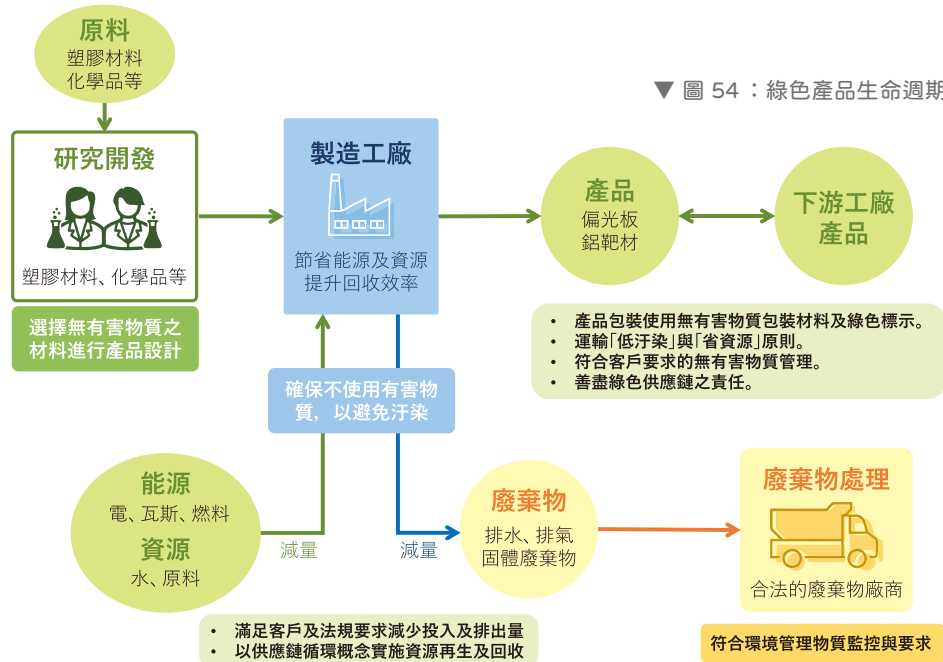 原料
塑膠材料
化學品等
▼ 圖 54 ：綠色產品生命週期
研究開發
塑膠材料、化學品等
選擇無有害物質之
材料進行產品設計
製造工廠
節省能源及資源
提升回收效率
產品
偏光板
鋁靶材
下游工廠
產品
• 產品包裝使用無有害物質包裝材料及綠色標示。
• 運輸「低汙染」與「省資源」原則。
• 符合客戶要求的無有害物質管理。
• 善盡綠色供應鏈之責任。
確保不使用有害物
質，以避免汙染
能源
電、瓦斯、燃料
資源
水、原料
減量
減量
廢棄物
排水、排氣
固體廢棄物
廢棄物處理
合法的廢棄物廠商
符合環境管理物質監控與要求
• 滿足客戶及法規要求減少投入及排出量
• 以供應鏈循環概念實施資源再生及回收